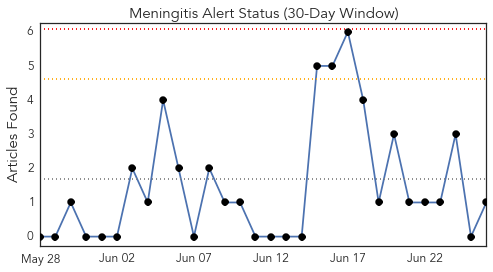 Meningitis Alert Status (30-Day Window)
Articles Found
6
5
4
3
2
1
0
May 28
Jun 02
Jun 07
Jun 12
Jun 17
Jun 22